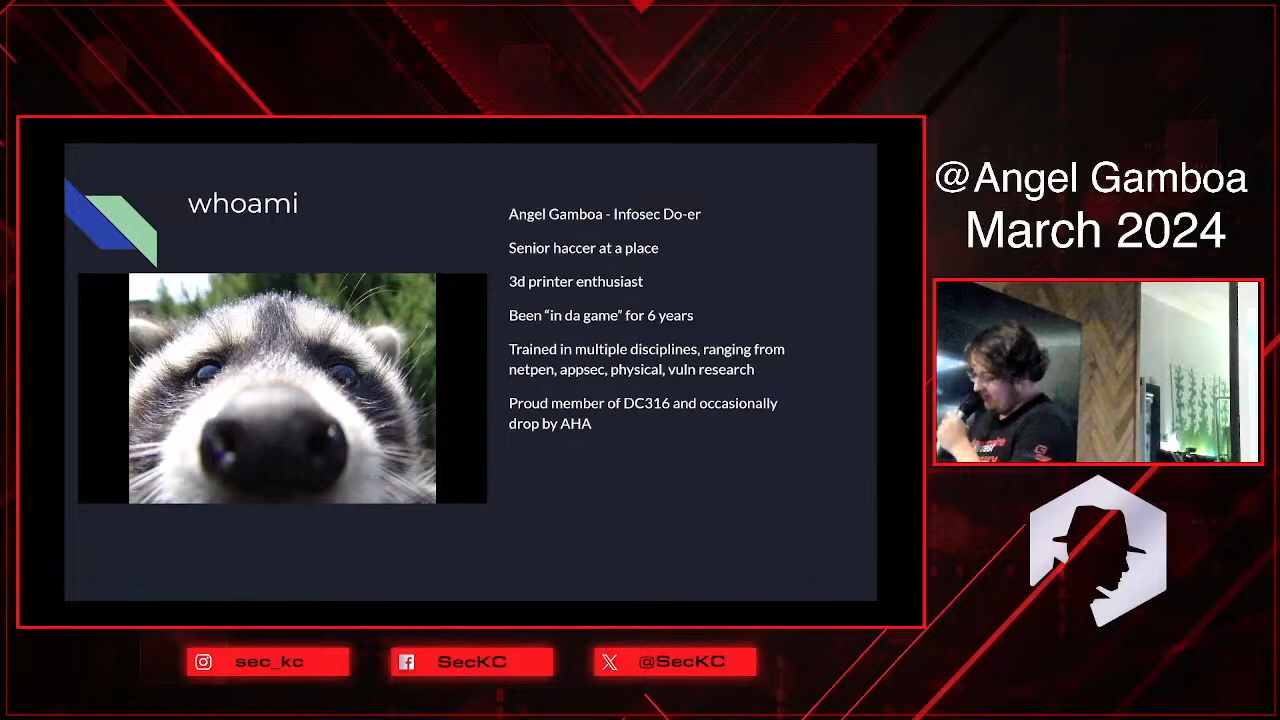 whoami
Angel Gamboa - Infosec Do-er
Senior haccer at a place
3d printer enthusiast
Been “in da game” for 6 years
Trained in multiple disciplines, ranging from
netpen, appsec, physical, vuln research
Proud member of DC316 and occasionally
drop by AHA
@Angel Gamboa
March 2024
sec_kc
SecKC
@SecKC